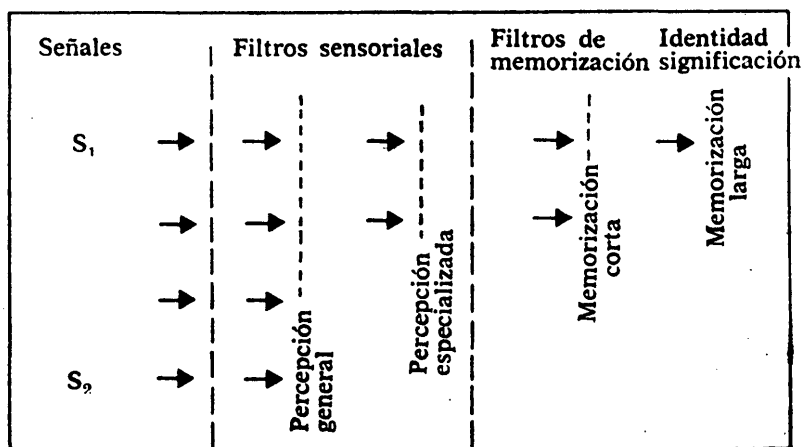 Señales
Filtros sensoriales
Filtros de
memorización
Identidad
significación
S₁
S₂
Percepción
general
Percepción
especializada
Memorización
corta
Memorización
larga